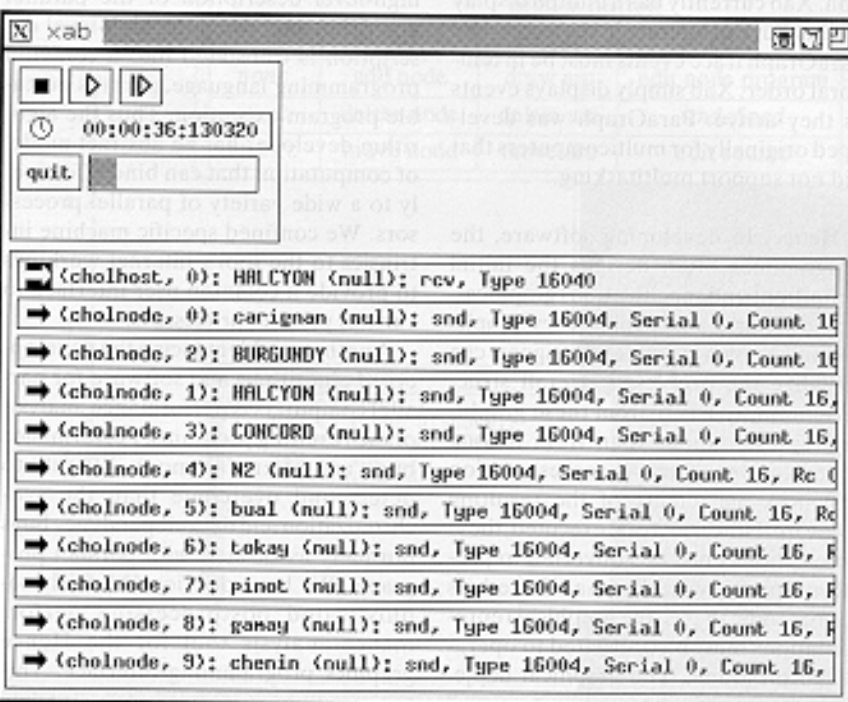 xab
00:00:36:130320
quit
(cholhost, 0): HALCYON (null): rcv, Type 16040
(cholnode, 0): carignan (null): snd, Type 16004, Serial 0, Count 16
(cholnode, 2): BURGUNDY (null): snd, Type 16004, Serial 0, Count 16
(cholnode, 1): HALCYON (null): snd, Type 16004, Serial 0, Count 16,
(cholnode, 3): CONCORD (null): snd, Type 16004, Serial 0, Count 16,
(cholnode, 4): N2 (null): snd, Type 16004, Serial 0, Count 16, Rc 0
(cholnode, 5): bual (null): snd, Type 16004, Serial 0, Count 16, Rc
(cholnode, 6): tokay (null): snd, Type 16004, Serial 0, Count 16, R
(cholnode, 7): pinot (null): snd, Type 16004, Serial 0, Count 16, R
(cholnode, 8): gamay (null): snd, Type 16004, Serial 0, Count 16, R
(cholnode, 9): chenin (null): snd, Type 16004, Serial 0, Count 16,